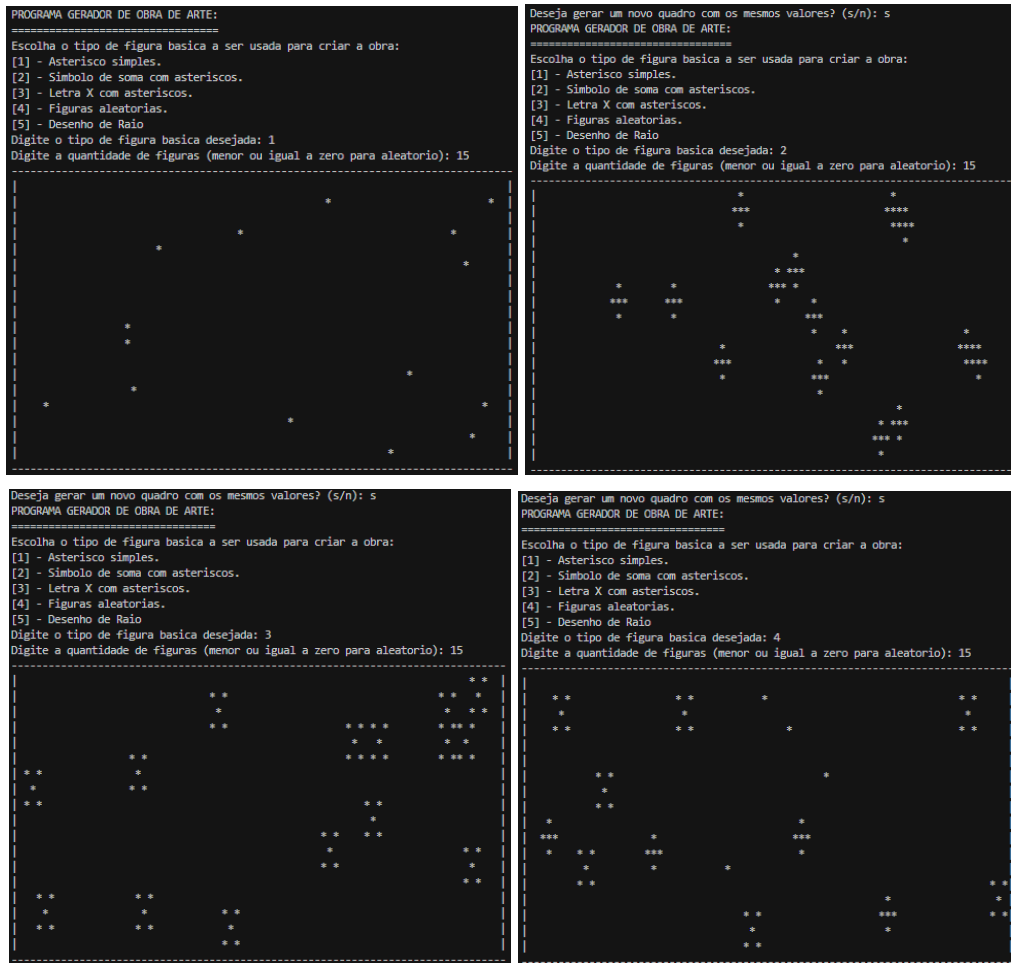 PROGRAMA GERADOR DE OBRA DE ARTE:
=================================
Escolha o tipo de figura basica a ser usada para criar a obra:
[1] - Asterisco simples.
[2] - Simbolo de soma com asteriscos.
[3] - Letra X com asteriscos.
[4] - Figuras aleatorias.
[5] - Desenho de Raio
Digite o tipo de figura basica desejada: 1
Digite a quantidade de figuras (menor ou igual a zero para aleatorio): 15
Deseja gerar um novo quadro com os mesmos valores? (s/n): s
PROGRAMA GERADOR DE OBRA DE ARTE:
=================================
Escolha o tipo de figura basica a ser usada para criar a obra:
[1] - Asterisco simples.
[2] - Simbolo de soma com asteriscos.
[3] - Letra X com asteriscos.
[4] - Figuras aleatorias.
[5] - Desenho de Raio
Digite o tipo de figura basica desejada: 2
Digite a quantidade de figuras (menor ou igual a zero para aleatorio): 15
Deseja gerar um novo quadro com os mesmos valores? (s/n): s
PROGRAMA GERADOR DE OBRA DE ARTE:
=================================
Escolha o tipo de figura basica a ser usada para criar a obra:
[1] - Asterisco simples.
[2] - Simbolo de soma com asteriscos.
[3] - Letra X com asteriscos.
[4] - Figuras aleatorias.
[5] - Desenho de Raio
Digite o tipo de figura basica desejada: 3
Digite a quantidade de figuras (menor ou igual a zero para aleatorio): 15
Deseja gerar um novo quadro com os mesmos valores? (s/n): s
PROGRAMA GERADOR DE OBRA DE ARTE:
=================================
Escolha o tipo de figura basica a ser usada para criar a obra:
[1] - Asterisco simples.
[2] - Simbolo de soma com asteriscos.
[3] - Letra X com asteriscos.
[4] - Figuras aleatorias.
[5] - Desenho de Raio
Digite o tipo de figura basica desejada: 4
Digite a quantidade de figuras (menor ou igual a zero para aleatorio): 15